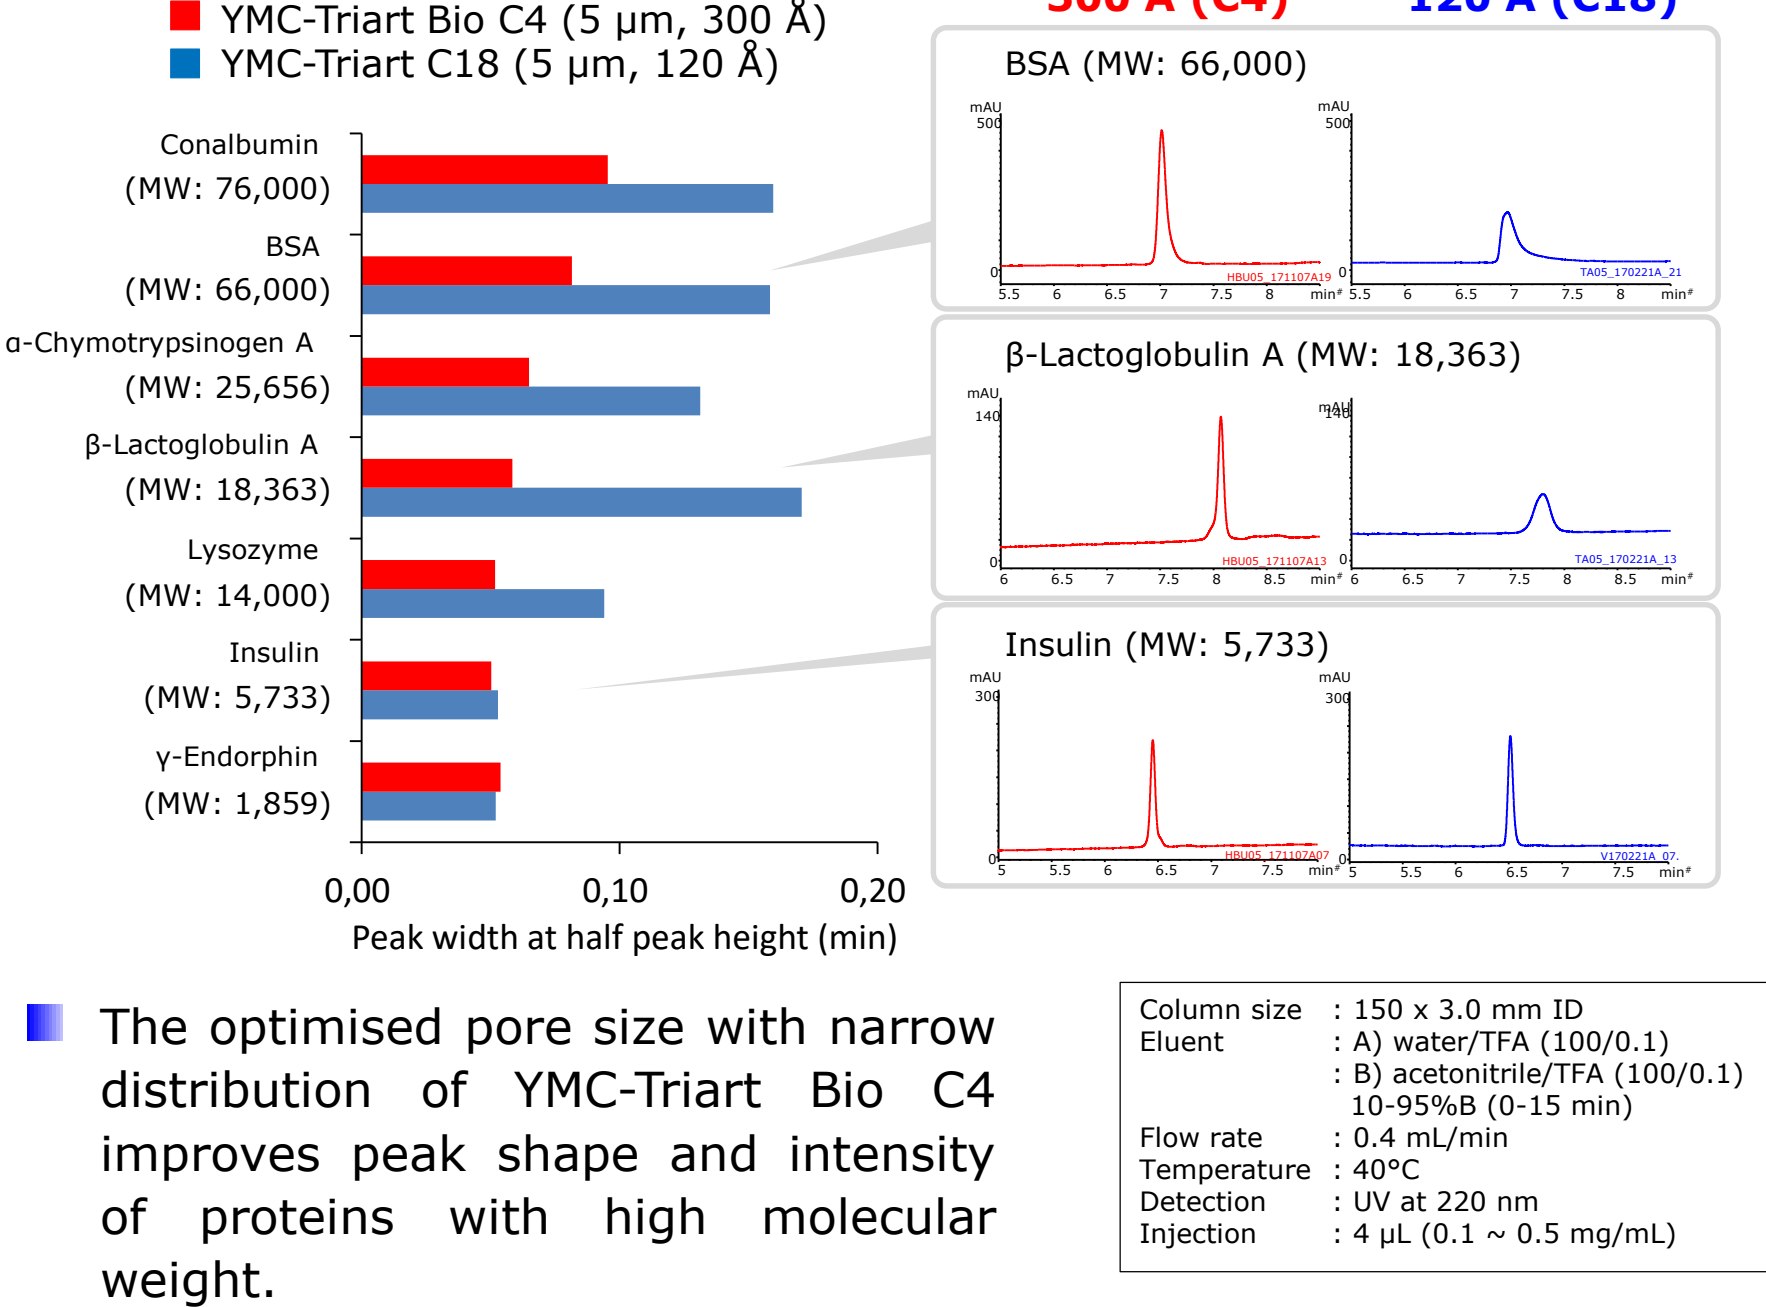 YMC-Triart Bio C4 (5 µm, 300 Å)
YMC-Triart C18 (5 µm, 120 Å)
300 Å (C4)
120 Å (C18)
Conalbumin
(MW: 76,000)
BSA
(MW: 66,000)
α-Chymotrypsinogen A
(MW: 25,656)
β-Lactoglobulin A
(MW: 18,363)
Lysozyme
(MW: 14,000)
Insulin
(MW: 5,733)
γ-Endorphin
(MW: 1,859)
0,00 0,10 0,20
Peak width at half peak height (min)
BSA (MW: 66,000)
mAU
500
0
HBU05_171107A19
5.5 6 6.5 7 7.5 8 min#
mAU
500
0
TA05_170221A_21
5.5 6 6.5 7 7.5 8 min#
β-Lactoglobulin A (MW: 18,363)
mAU
140
0
HBU05_171107A13
6 6.5 7 7.5 8 8.5 min#
mAU
140
0
TA05_170221A_13
6 6.5 7 7.5 8 8.5 min#
Insulin (MW: 5,733)
mAU
300
0
HBU05_171107A07
5 5.5 6 6.5 7 7.5 min#
mAU
300
0
V170221A_07.
5 5.5 6 6.5 7 7.5 min#
The optimised pore size with narrow
distribution of YMC-Triart Bio C4
improves peak shape and intensity
of proteins with high molecular
weight.
Column size : 150 x 3.0 mm ID
Eluent : A) water/TFA (100/0.1)
: B) acetonitrile/TFA (100/0.1)
10-95%B (0-15 min)
Flow rate : 0.4 mL/min
Temperature : 40°C
Detection : UV at 220 nm
Injection : 4 µL (0.1 ~ 0.5 mg/mL)